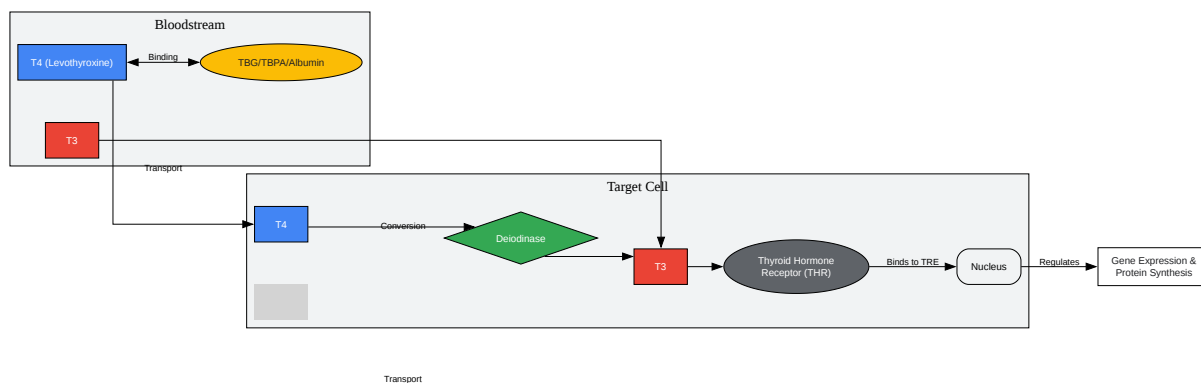 Bloodstream
T4 (Levothyroxine)
Binding
TBG/TBPA/Albumin
T3
Transport
Target Cell
T4
Conversion
Deiodinase
T3
Thyroid Hormone
Receptor (THR)
Binds to TRE
Nucleus
Regulates
Gene Expression &
Protein Synthesis
Transport